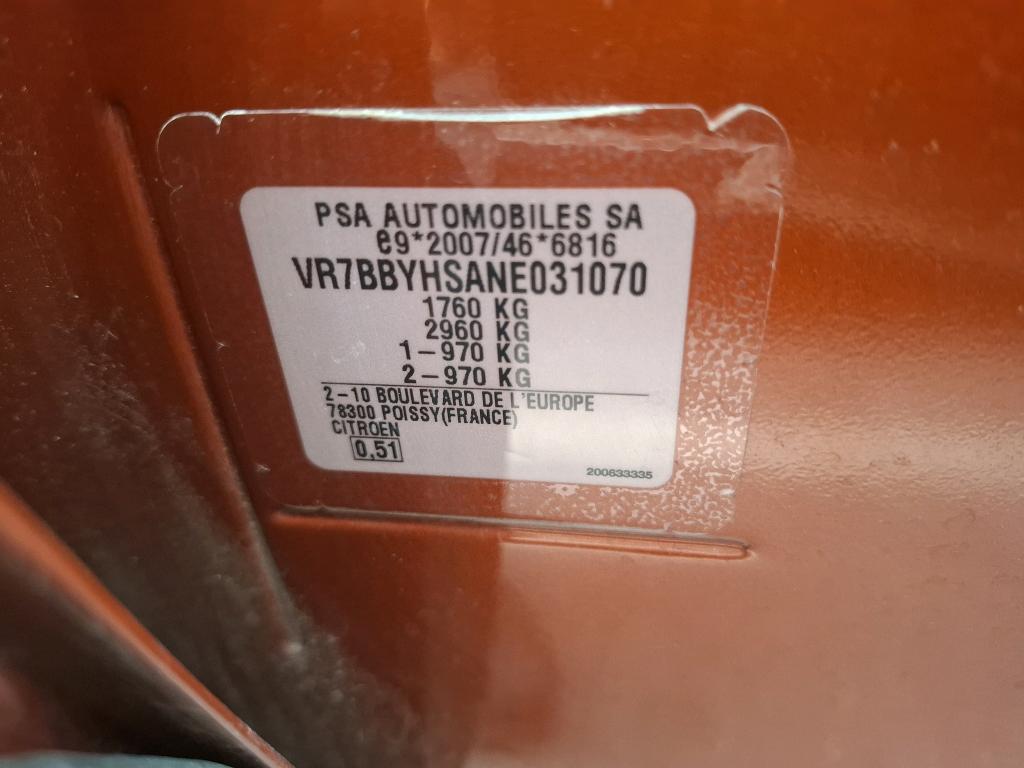 PSA AUTOMOBILES SA
e9*2007/46*6816
VR7BBYHSANE031070
1760 KG
2960 KG
1-970 KG
2-970 KG
2-10 BOULEVARD DE L'EUROPE
78300 POISSY(FRANCE)
CITROEN
0,51
200633335